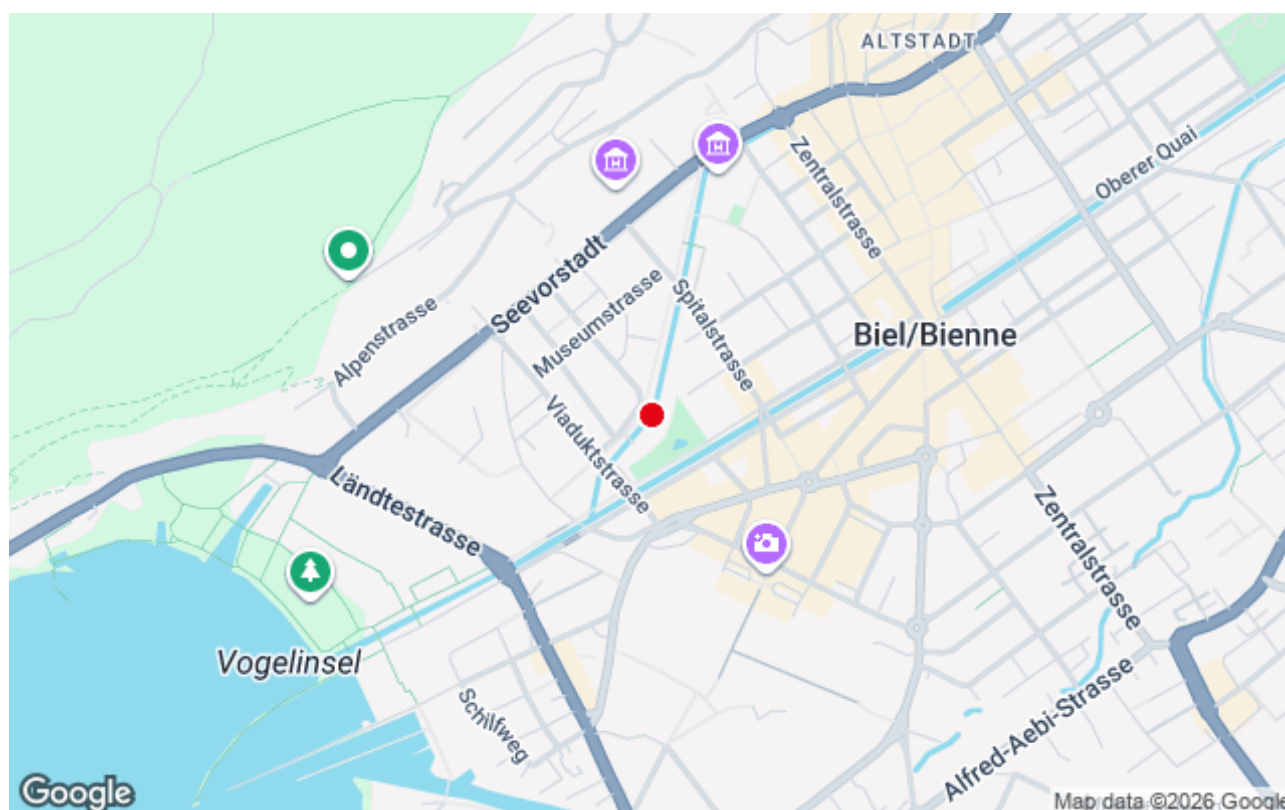 ALTSTADT
Oberer Quai
Zentralstrasse
Seevorstadt
Museumstrasse
Spitalstrasse
Alpenstrasse
Biel/Bienne
Viaduktstrasse
Ländtestrasse
Zentralstrasse
Vogelinsel
Schilfweg
Alfred-Aebi-Strasse
Google
Map data ©2026 Google